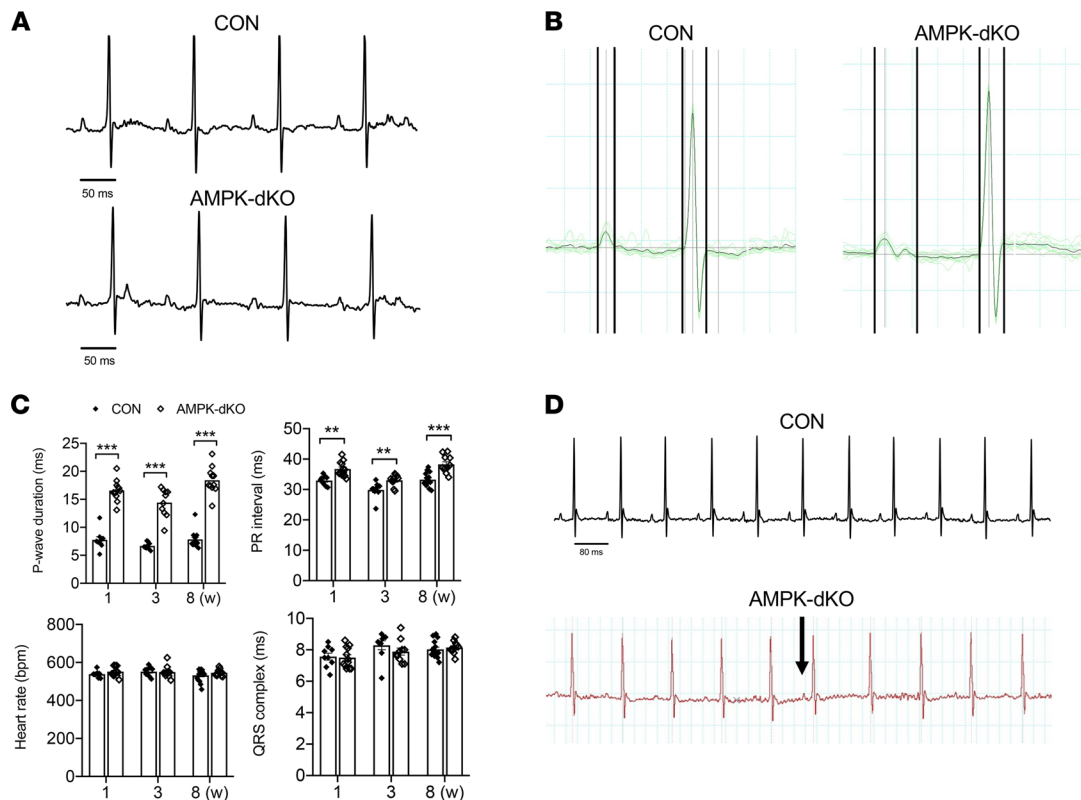 A
CON
50 ms
AMPK-dKO
50 ms
B
CON
AMPK-dKO
C
CON AMPK-dKO
P-wave duration (ms)
25
20
15
10
5
0
***
***
***
1 3 8 (w)
PR interval (ms)
50
40
30
20
10
0
**
**
***
1 3 8 (w)
Heart rate (bpm)
800
600
400
200
0
1 3 8 (w)
QRS complex (ms)
10
8
6
4
2
0
1 3 8 (w)
D
CON
80 ms
AMPK-dKO